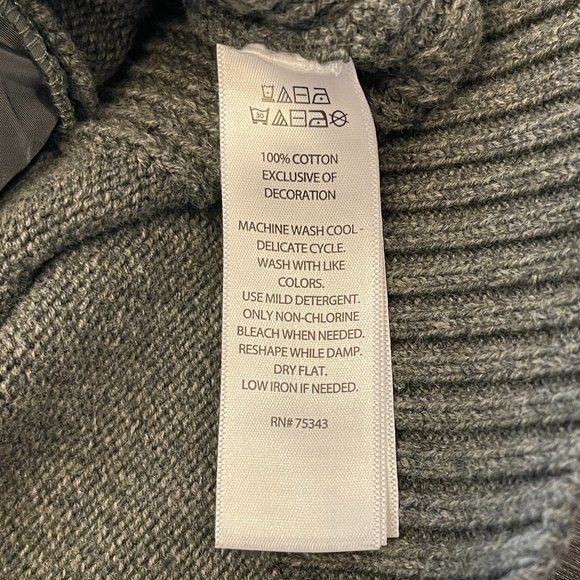 30
100% COTTON
EXCLUSIVE OF
DECORATION
MACHINE WASH COOL -
DELICATE CYCLE.
WASH WITH LIKE
COLORS.
USE MILD DETERGENT.
ONLY NON-CHLORINE
BLEACH WHEN NEEDED.
RESHAPE WHILE DAMP.
DRY FLAT.
LOW IRON IF NEEDED.
RN# 75343